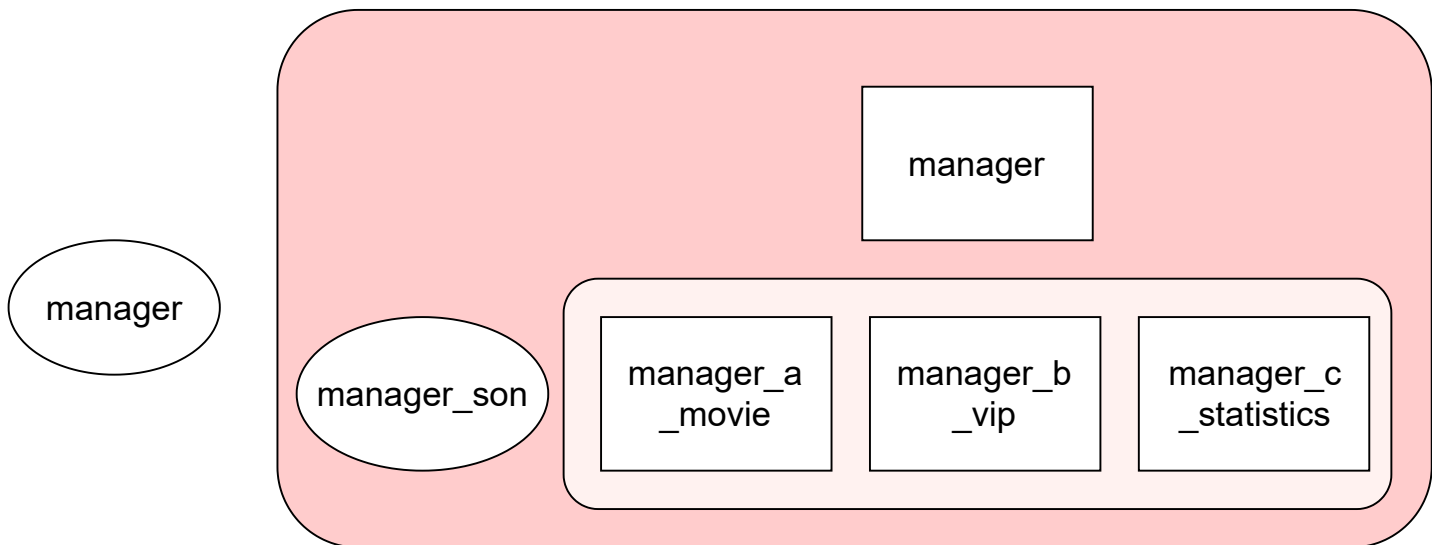 manager
manager
manager_son
manager_a
_movie
manager_b
_vip
manager_c
_statistics